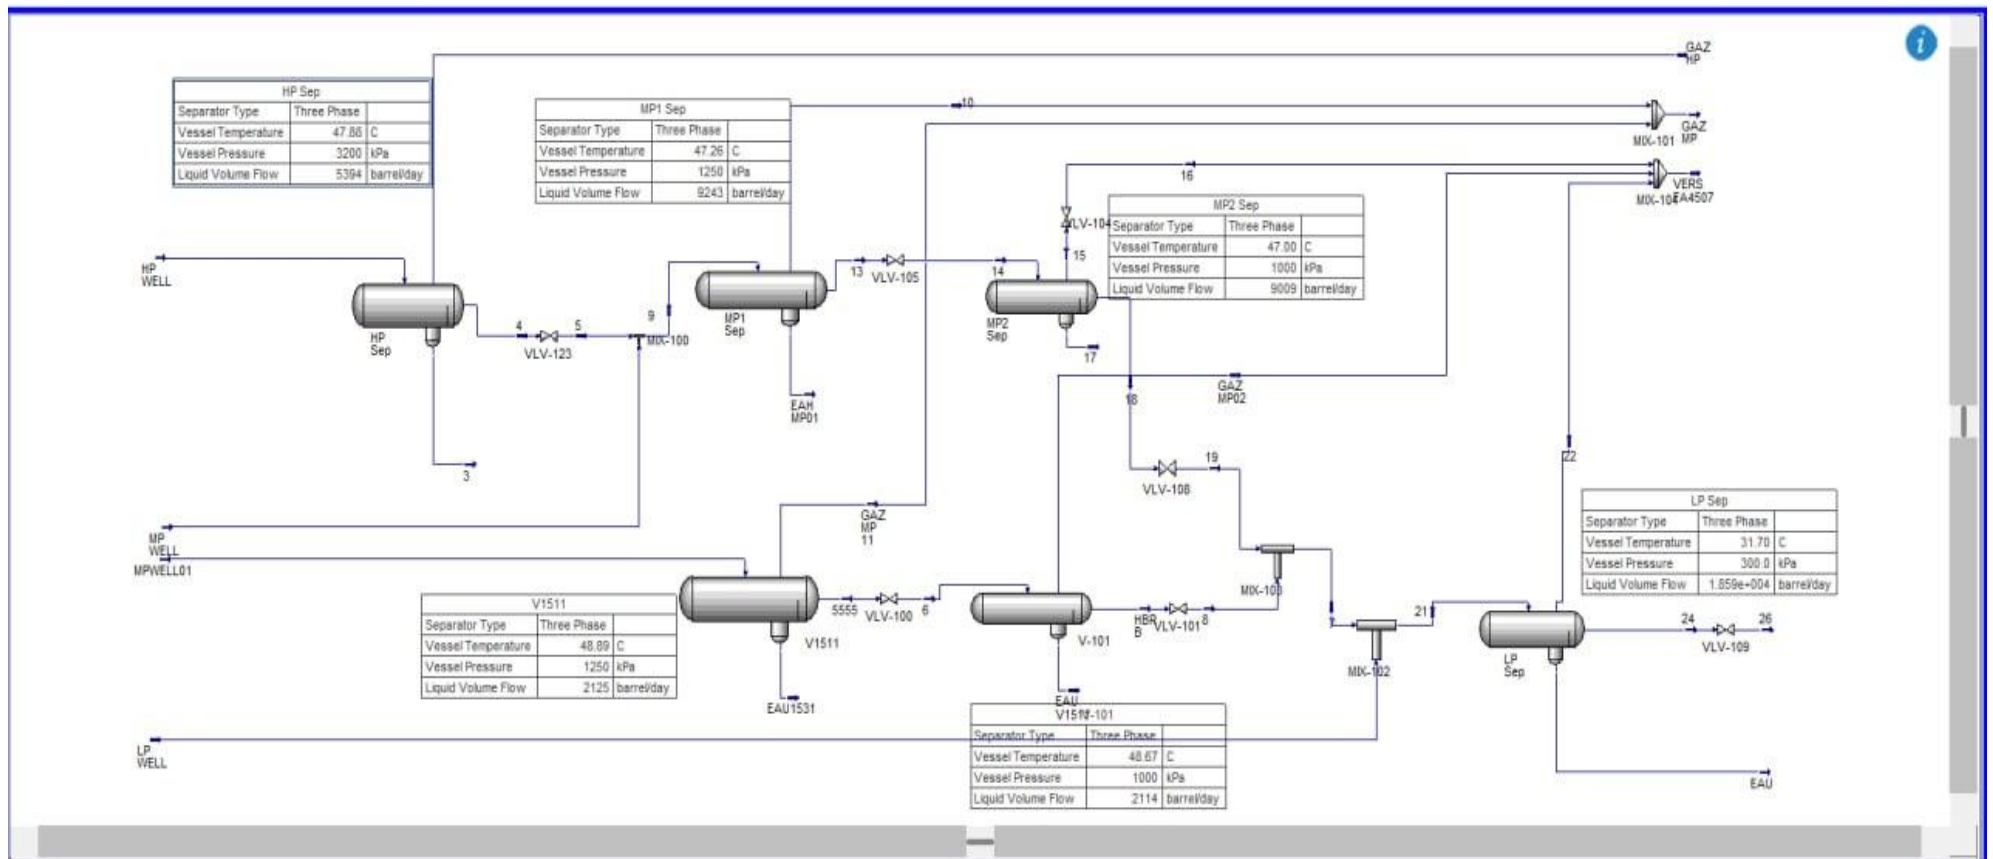 i
GAZ
HP
HP Sep
Separator Type Three Phase
Vessel Temperature 47.86 C
Vessel Pressure 3200 kPa
Liquid Volume Flow 5394 barrel/day
MP1 Sep
Separator Type Three Phase
Vessel Temperature 47.26 C
Vessel Pressure 1250 kPa
Liquid Volume Flow 9243 barrel/day
10
MIX-101
GAZ
MP
16
MIX-104
VERS
EA4507
MP2 Sep
Separator Type Three Phase
Vessel Temperature 47.00 C
Vessel Pressure 1000 kPa
Liquid Volume Flow 9009 barrel/day
VLV-104
15
HP
WELL
HP
Sep
4
VLV-123
5
9
MIX-100
MP1
Sep
13
VLV-105
14
MP2
Sep
17
EAH
MP01
18
GAZ
MP02
3
19
VLV-108
22
MP
WELL
MPWELL01
GAZ
MP
11
LP Sep
Separator Type Three Phase
Vessel Temperature 31.70 C
Vessel Pressure 300.0 kPa
Liquid Volume Flow 1.859e+004 barrel/day
V1511
Separator Type Three Phase
Vessel Temperature 48.89 C
Vessel Pressure 1250 kPa
Liquid Volume Flow 2125 barrel/day
V1511
5555
VLV-100
6
V-101
HBR
B
VLV-101
8
MIX-103
MIX-102
21
LP
Sep
24
VLV-109
26
EAU1531
EAU
V-101
Separator Type Three Phase
Vessel Temperature 48.67 C
Vessel Pressure 1000 kPa
Liquid Volume Flow 2114 barrel/day
LP
WELL
EAU